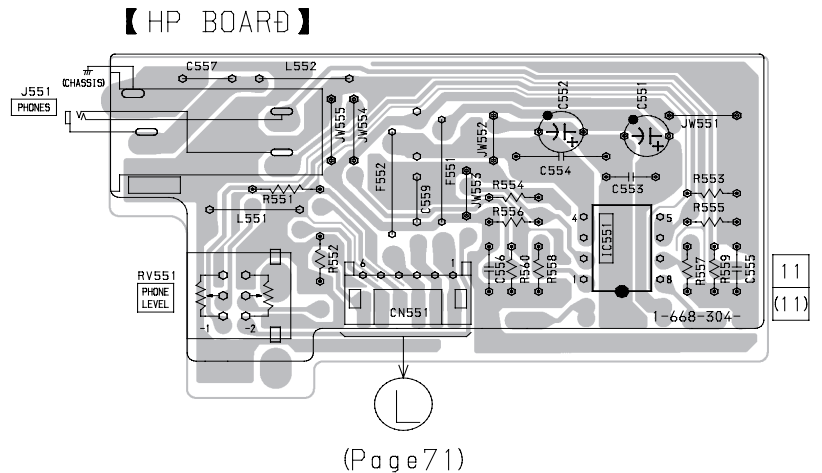 【 HP BOARD 】
J551
PHONES
(CHASSIS)
C557
L552
JW555
JW554
F552
C559
F551
JW552
JW553
C552
C551
JW551
C554
C553
R551
L551
R552
R554
R556
R553
R555
4
5
IC551
1
8
C556
R560
R558
R557
R559
C555
RV551
PHONE
LEVEL
-1
-2
6
1
CN551
1-668-304-
11
(11)
L
(Page71)